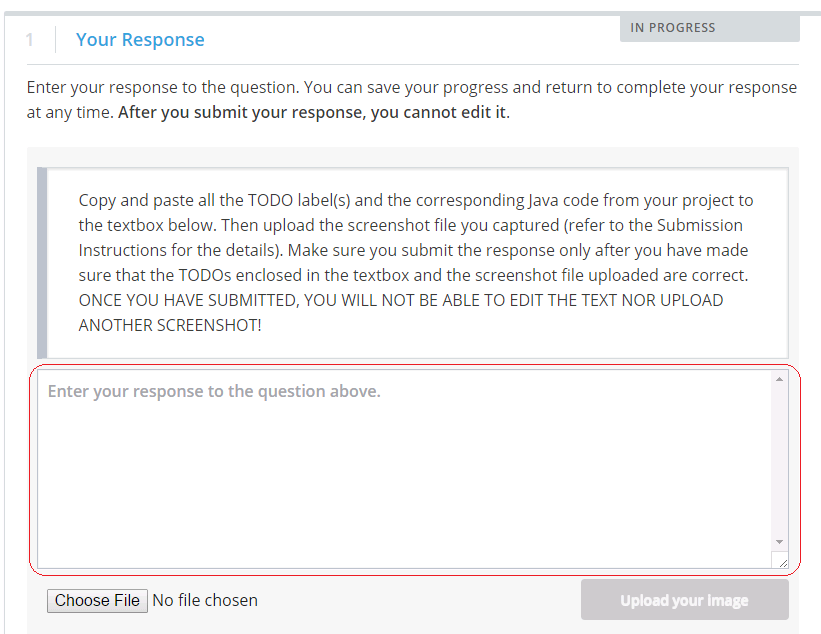 1 Your Response
IN PROGRESS
Enter your response to the question. You can save your progress and return to complete your response
at any time. After you submit your response, you cannot edit it.
Copy and paste all the TODO label(s) and the corresponding Java code from your project to
the textbox below. Then upload the screenshot file you captured (refer to the Submission
Instructions for the details). Make sure you submit the response only after you have made
sure that the TODOs enclosed in the textbox and the screenshot file uploaded are correct.
ONCE YOU HAVE SUBMITTED, YOU WILL NOT BE ABLE TO EDIT THE TEXT NOR UPLOAD
ANOTHER SCREENSHOT!
Enter your response to the question above.
Choose File No file chosen
Upload your image